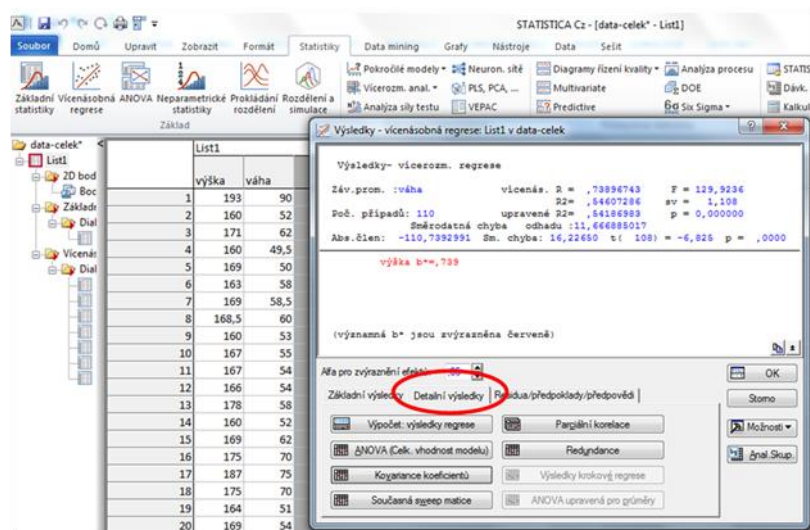 STATISTICA Cz - [data-celek* - List1]
Soubor Domů Upravit Zobrazit Formát Statistiky Data mining Grafy Nástroje Data Sešit
Základní statistiky
Vícenásobná regrese
ANOVA
Neparametrické statistiky
Prokládání rozdělení
Rozdělení a simulace
Základ
Pokročilé modely Neuron. sítě Diagramy řízení kvality Analýza procesu STATIS
Vícerozm. anal. PLS, PCA, ... Multivariate DOE Dávk.
Analýza síly testu VEPAC Predictive Six Sigma Kalkul
data-celek*
List1
2D bod
Boc
Základn
Dial
Vícenás
Dial
List1
výška váha
1 193 90
2 160 52
3 171 62
4 160 49,5
5 169 50
6 163 58
7 169 58,5
8 168,5 60
9 160 53
10 167 55
11 167 54
12 166 54
13 178 58
14 160 52
15 169 62
16 175 70
17 187 75
18 175 70
19 164 51
20 169 54
Výsledky - vícenásobná regrese: List1 v data-celek
Výsledky- vícerozm. regrese
Záv.prom. :váha vícenás. R = ,73896743 F = 129,9236
R2= ,54607286 sv = 1,108
Poč. případů: 110 upravené R2= ,54186983 p = 0,000000
Směrodatná chyba odhadu :11,666885017
Abs.člen: -110,7392991 Sm. chyba: 16,22650 t( 108) = -6,825 p = ,0000
výška b*=,739
(významná b* jsou zvýrazněna červeně)
Alfa pro zvýraznění efektů ,05
OK
Základní výsledky Detailní výsledky Residua/předpoklady/předpovědi
Storno
Výpočet: výsledky regrese Parciální korelace
Možnosti
ANOVA (Celk. vhodnost modelu) Redundance
Anal.Skup.
Kovariance koeficientů Výsledky krokové regrese
Současná sweep matice ANOVA upravená pro průměry